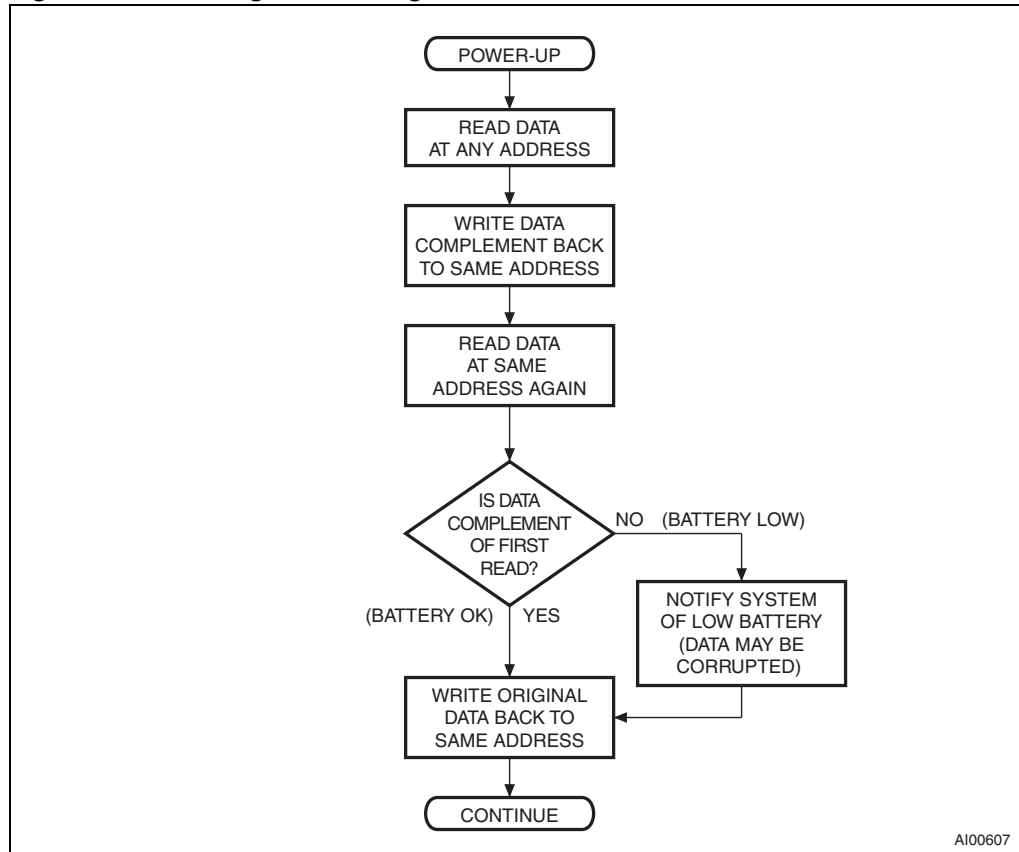 POWER-UP
READ DATA
AT ANY ADDRESS
WRITE DATA
COMPLEMENT BACK
TO SAME ADDRESS
READ DATA
AT SAME
ADDRESS AGAIN
IS DATA
COMPLEMENT
OF FIRST
READ?
NO (BATTERY LOW)
NOTIFY SYSTEM
OF LOW BATTERY
(DATA MAY BE
CORRUPTED)
(BATTERY OK) YES
WRITE ORIGINAL
DATA BACK TO
SAME ADDRESS
CONTINUE
AI00607